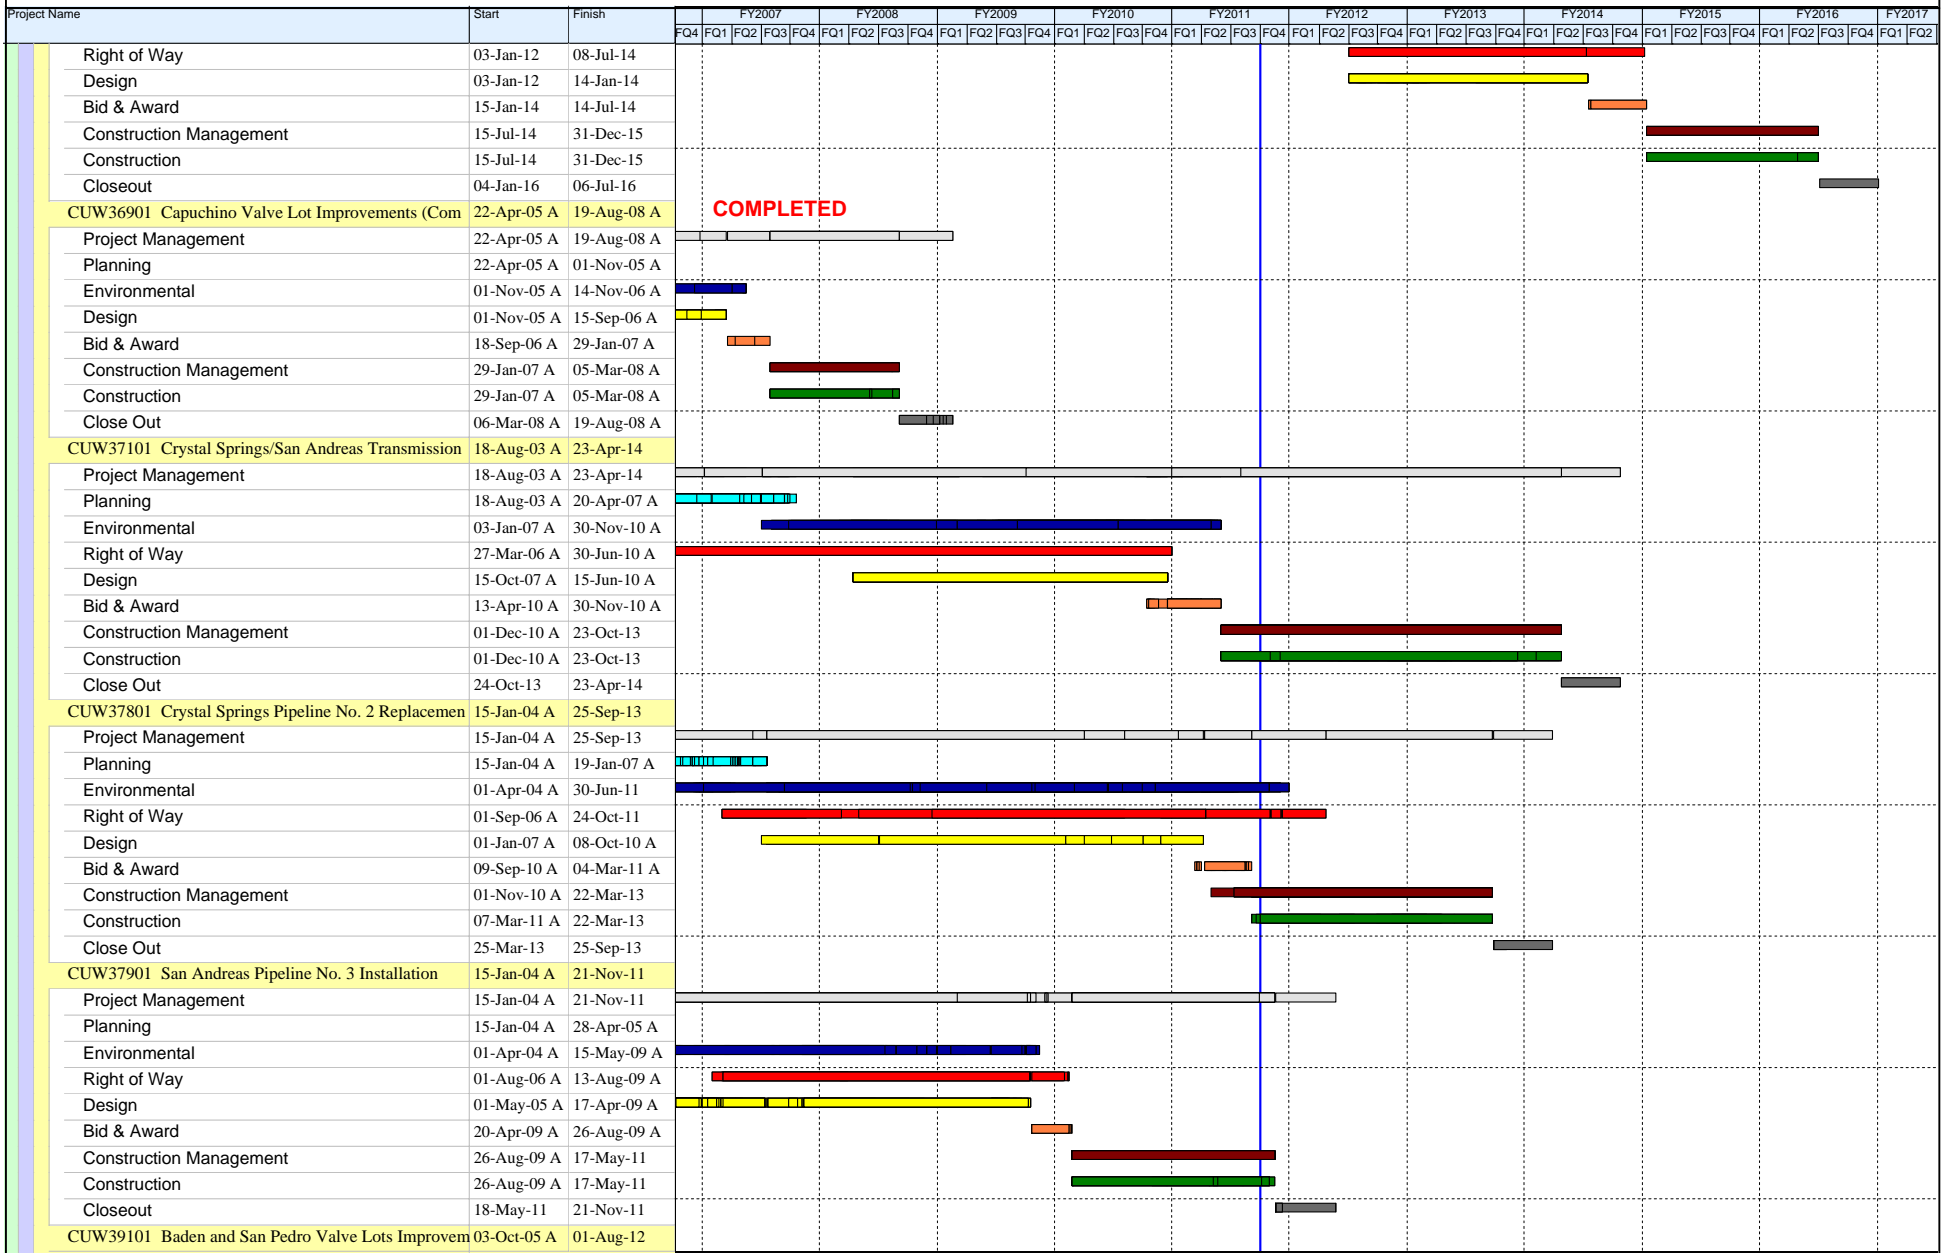 Project Name Start Finish FY2007 FY2008 FY2009 FY2010 FY2011 FY2012 FY2013 FY2014 FY2015 FY2016 FY2017
FQ4 FQ1 FQ2 FQ3 FQ4 FQ1 FQ2 FQ3 FQ4 FQ1 FQ2 FQ3 FQ4 FQ1 FQ2 FQ3 FQ4 FQ1 FQ2 FQ3 FQ4 FQ1 FQ2 FQ3 FQ4 FQ1 FQ2 FQ3 FQ4 FQ1 FQ2 FQ3 FQ4 FQ1 FQ2 FQ3 FQ4 FQ1 FQ2 FQ3 FQ4 FQ1 FQ2
Right of Way 03-Jan-12 08-Jul-14
Design 03-Jan-12 14-Jan-14
Bid & Award 15-Jan-14 14-Jul-14
Construction Management 15-Jul-14 31-Dec-15
Construction 15-Jul-14 31-Dec-15
Closeout 04-Jan-16 06-Jul-16
CUW36901 Capuchino Valve Lot Improvements (Com 22-Apr-05 A 19-Aug-08 A COMPLETED
Project Management 22-Apr-05 A 19-Aug-08 A
Planning 22-Apr-05 A 01-Nov-05 A
Environmental 01-Nov-05 A 14-Nov-06 A
Design 01-Nov-05 A 15-Sep-06 A
Bid & Award 18-Sep-06 A 29-Jan-07 A
Construction Management 29-Jan-07 A 05-Mar-08 A
Construction 29-Jan-07 A 05-Mar-08 A
Close Out 06-Mar-08 A 19-Aug-08 A
CUW37101 Crystal Springs/San Andreas Transmission 18-Aug-03 A 23-Apr-14
Project Management 18-Aug-03 A 23-Apr-14
Planning 18-Aug-03 A 20-Apr-07 A
Environmental 03-Jan-07 A 30-Nov-10 A
Right of Way 27-Mar-06 A 30-Jun-10 A
Design 15-Oct-07 A 15-Jun-10 A
Bid & Award 13-Apr-10 A 30-Nov-10 A
Construction Management 01-Dec-10 A 23-Oct-13
Construction 01-Dec-10 A 23-Oct-13
Close Out 24-Oct-13 23-Apr-14
CUW37801 Crystal Springs Pipeline No. 2 Replacemen 15-Jan-04 A 25-Sep-13
Project Management 15-Jan-04 A 25-Sep-13
Planning 15-Jan-04 A 19-Jan-07 A
Environmental 01-Apr-04 A 30-Jun-11
Right of Way 01-Sep-06 A 24-Oct-11
Design 01-Jan-07 A 08-Oct-10 A
Bid & Award 09-Sep-10 A 04-Mar-11 A
Construction Management 01-Nov-10 A 22-Mar-13
Construction 07-Mar-11 A 22-Mar-13
Close Out 25-Mar-13 25-Sep-13
CUW37901 San Andreas Pipeline No. 3 Installation 15-Jan-04 A 21-Nov-11
Project Management 15-Jan-04 A 21-Nov-11
Planning 15-Jan-04 A 28-Apr-05 A
Environmental 01-Apr-04 A 15-May-09 A
Right of Way 01-Aug-06 A 13-Aug-09 A
Design 01-May-05 A 17-Apr-09 A
Bid & Award 20-Apr-09 A 26-Aug-09 A
Construction Management 26-Aug-09 A 17-May-11
Construction 26-Aug-09 A 17-May-11
Closeout 18-May-11 21-Nov-11
CUW39101 Baden and San Pedro Valve Lots Improvem 03-Oct-05 A 01-Aug-12